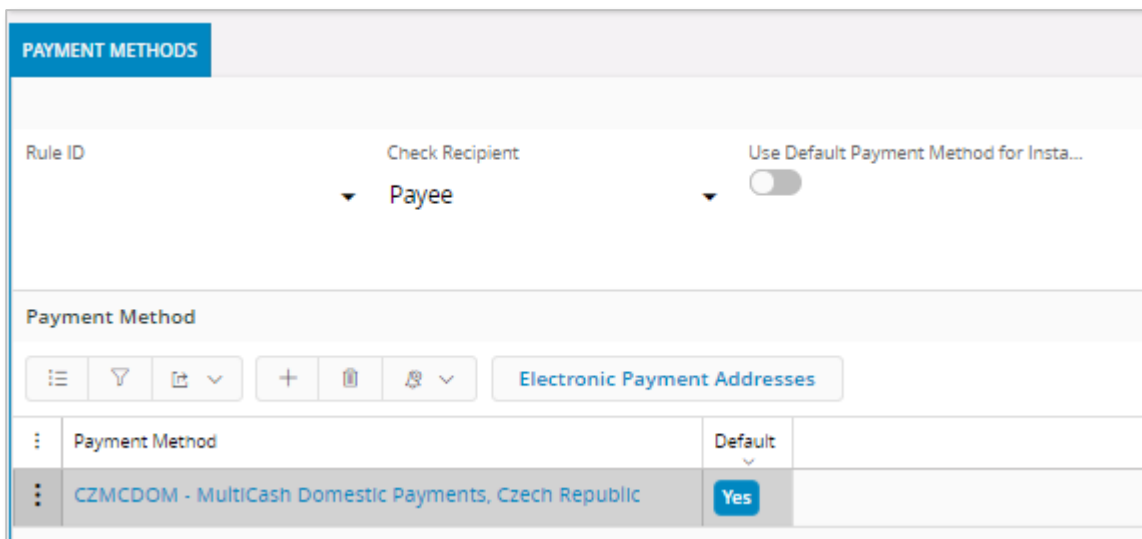 PAYMENT METHODS
Rule ID Check Recipient Use Default Payment Method for Insta...
Payee
Payment Method
Electronic Payment Addresses
Payment Method Default
CZMCDOM - MultiCash Domestic Payments, Czech Republic Yes